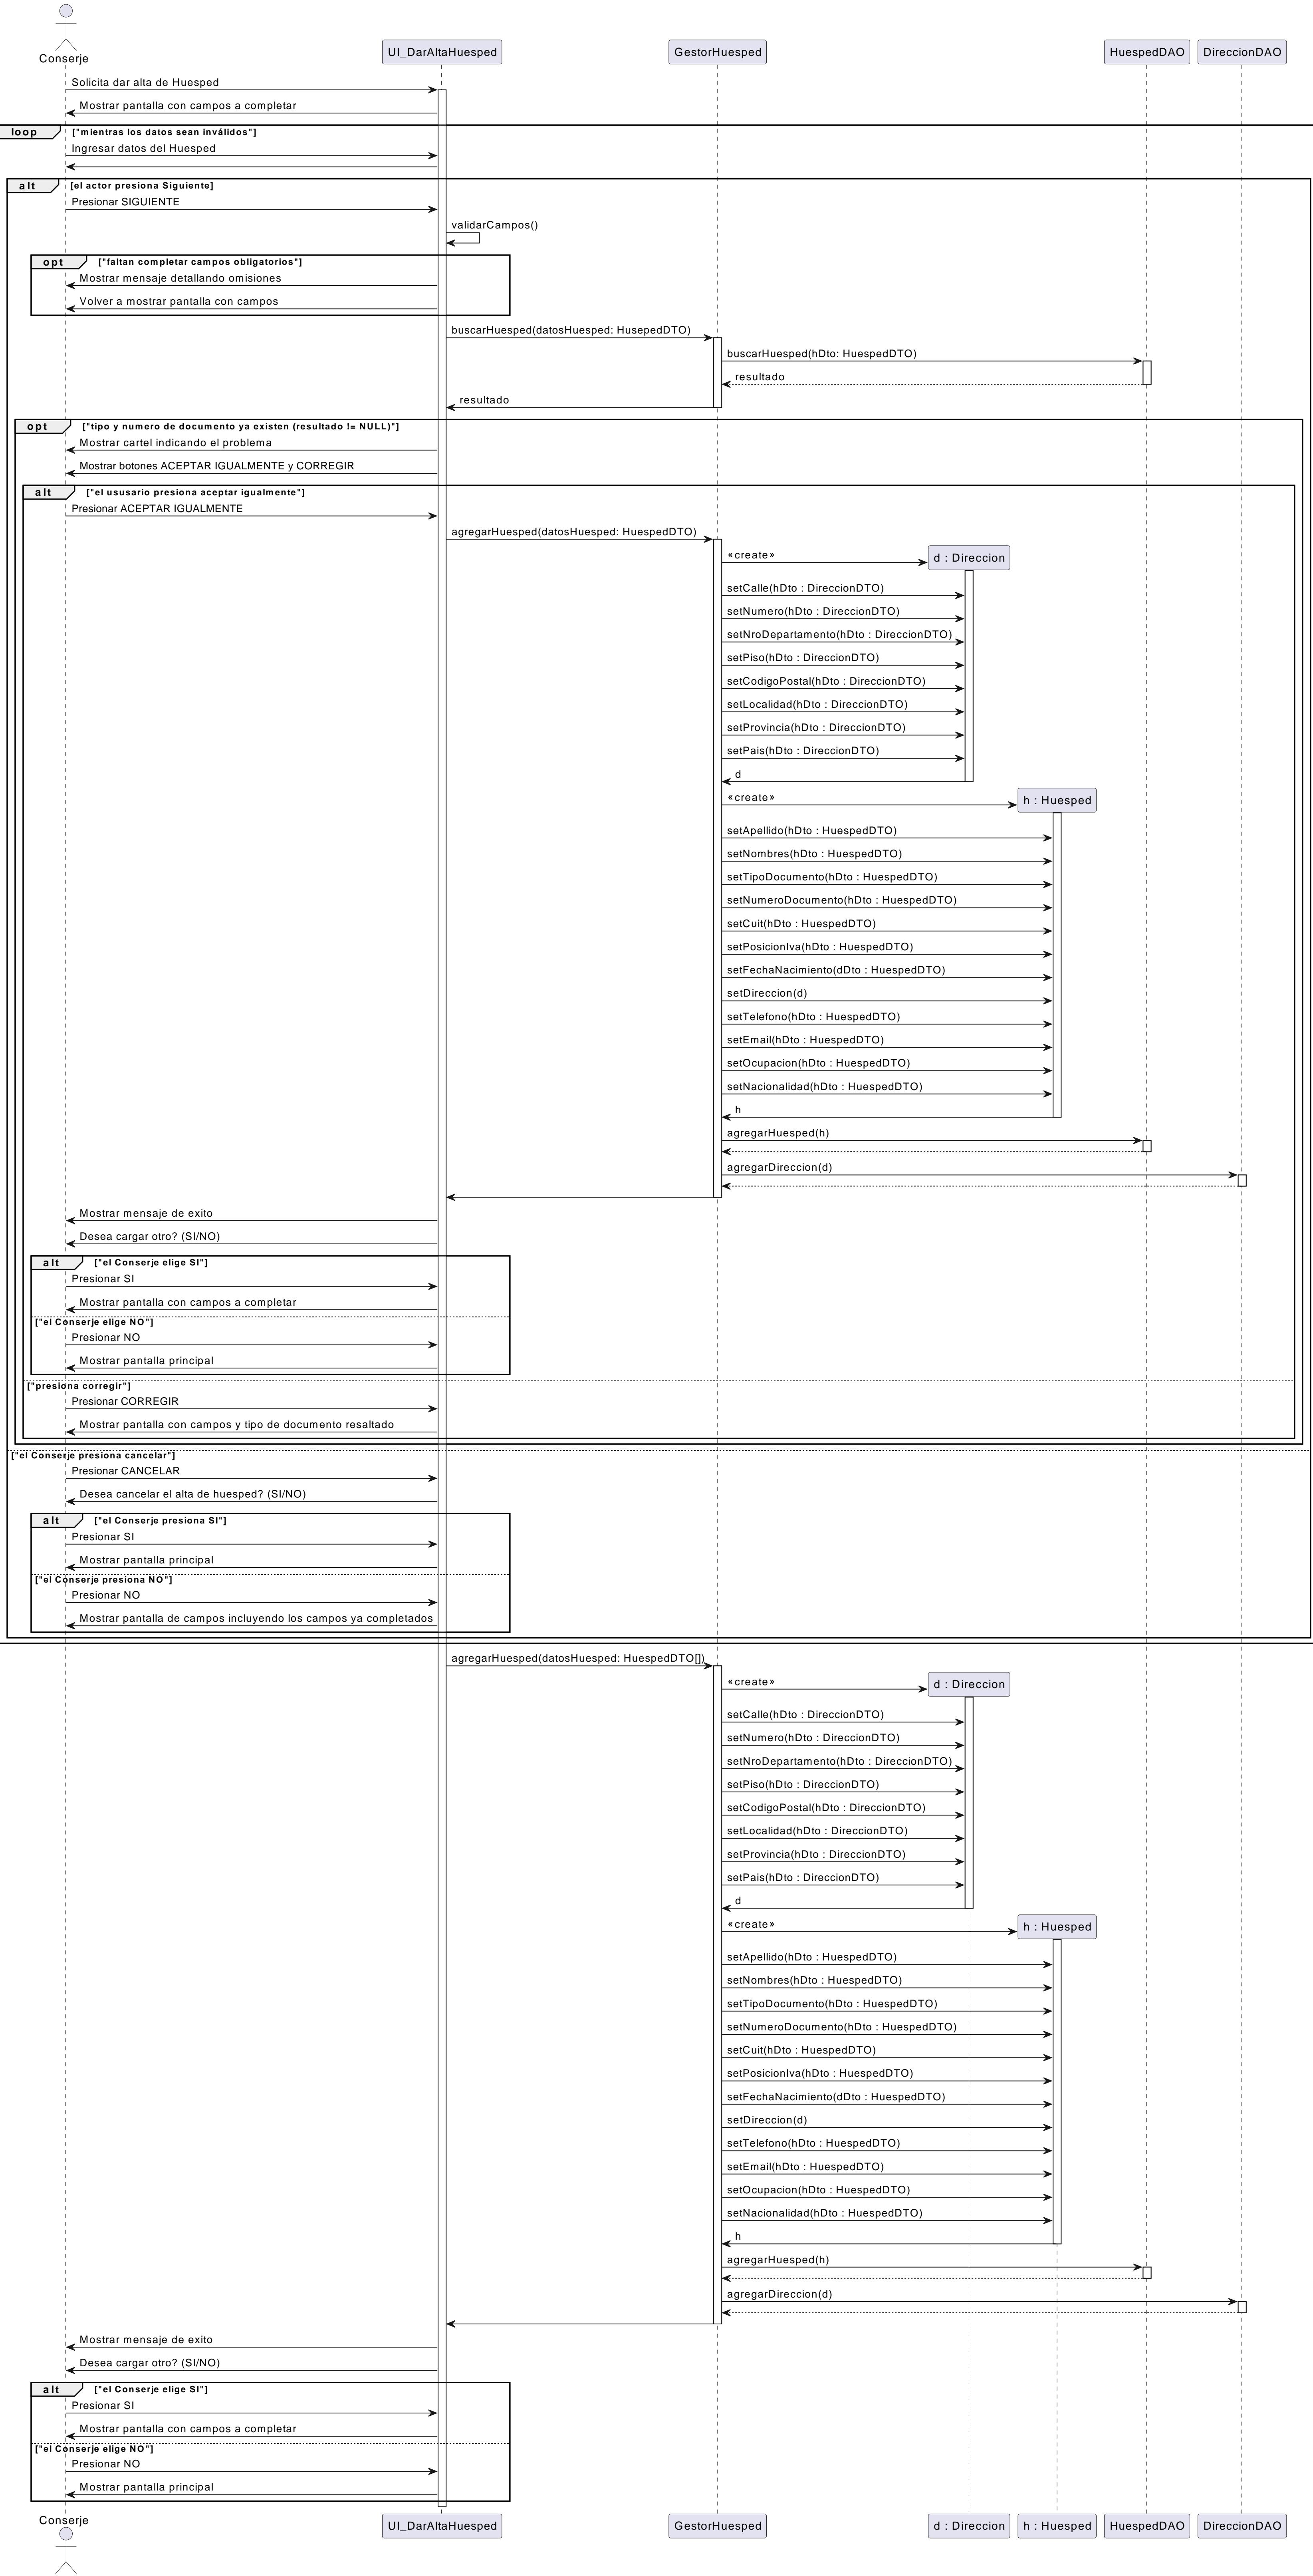 Conserje
UI_DarAltaHuesped
GestorHuesped
HuespedDAO
DireccionDAO
Solicita dar alta de Huesped
Mostrar pantalla con campos a completar
loop
["mientras los datos sean inválidos"]
Ingresar datos del Huesped
alt
[el actor presiona Siguiente]
Presionar SIGUIENTE
validarCampos()
opt
["faltan completar campos obligatorios"]
Mostrar mensaje detallando omisiones
Volver a mostrar pantalla con campos
buscarHuesped(datosHuesped: HusepedDTO)
buscarHuesped(hDto: HuespedDTO)
resultado
resultado
opt
["tipo y numero de documento ya existen (resultado != NULL)"]
Mostrar cartel indicando el problema
Mostrar botones ACEPTAR IGUALMENTE y CORREGIR
alt
["el ususario presiona aceptar igualmente"]
Presionar ACEPTAR IGUALMENTE
agregarHuesped(datosHuesped: HuespedDTO)
«create»
d : Direccion
setCalle(hDto : DireccionDTO)
setNumero(hDto : DireccionDTO)
setNroDepartamento(hDto : DireccionDTO)
setPiso(hDto : DireccionDTO)
setCodigoPostal(hDto : DireccionDTO)
setLocalidad(hDto : DireccionDTO)
setProvincia(hDto : DireccionDTO)
setPais(hDto : DireccionDTO)
d
«create»
h : Huesped
setApellido(hDto : HuespedDTO)
setNombres(hDto : HuespedDTO)
setTipoDocumento(hDto : HuespedDTO)
setNumeroDocumento(hDto : HuespedDTO)
setCuit(hDto : HuespedDTO)
setPosicionIva(hDto : HuespedDTO)
setFechaNacimiento(dDto : HuespedDTO)
setDireccion(d)
setTelefono(hDto : HuespedDTO)
setEmail(hDto : HuespedDTO)
setOcupacion(hDto : HuespedDTO)
setNacionalidad(hDto : HuespedDTO)
h
agregarHuesped(h)
agregarDireccion(d)
Mostrar mensaje de exito
Desea cargar otro? (SI/NO)
alt
["el Conserje elige SI"]
Presionar SI
Mostrar pantalla con campos a completar
["el Conserje elige NO"]
Presionar NO
Mostrar pantalla principal
["presiona corregir"]
Presionar CORREGIR
Mostrar pantalla con campos y tipo de documento resaltado
["el Conserje presiona cancelar"]
Presionar CANCELAR
Desea cancelar el alta de huesped? (SI/NO)
alt
["el Conserje presiona SI"]
Presionar SI
Mostrar pantalla principal
["el Conserje presiona NO"]
Presionar NO
Mostrar pantalla de campos incluyendo los campos ya completados
agregarHuesped(datosHuesped: HuespedDTO[])
«create»
d : Direccion
setCalle(hDto : DireccionDTO)
setNumero(hDto : DireccionDTO)
setNroDepartamento(hDto : DireccionDTO)
setPiso(hDto : DireccionDTO)
setCodigoPostal(hDto : DireccionDTO)
setLocalidad(hDto : DireccionDTO)
setProvincia(hDto : DireccionDTO)
setPais(hDto : DireccionDTO)
d
«create»
h : Huesped
setApellido(hDto : HuespedDTO)
setNombres(hDto : HuespedDTO)
setTipoDocumento(hDto : HuespedDTO)
setNumeroDocumento(hDto : HuespedDTO)
setCuit(hDto : HuespedDTO)
setPosicionIva(hDto : HuespedDTO)
setFechaNacimiento(dDto : HuespedDTO)
setDireccion(d)
setTelefono(hDto : HuespedDTO)
setEmail(hDto : HuespedDTO)
setOcupacion(hDto : HuespedDTO)
setNacionalidad(hDto : HuespedDTO)
h
agregarHuesped(h)
agregarDireccion(d)
Mostrar mensaje de exito
Desea cargar otro? (SI/NO)
alt
["el Conserje elige SI"]
Presionar SI
Mostrar pantalla con campos a completar
["el Conserje elige NO"]
Presionar NO
Mostrar pantalla principal
Conserje
UI_DarAltaHuesped
GestorHuesped
d : Direccion
h : Huesped
HuespedDAO
DireccionDAO